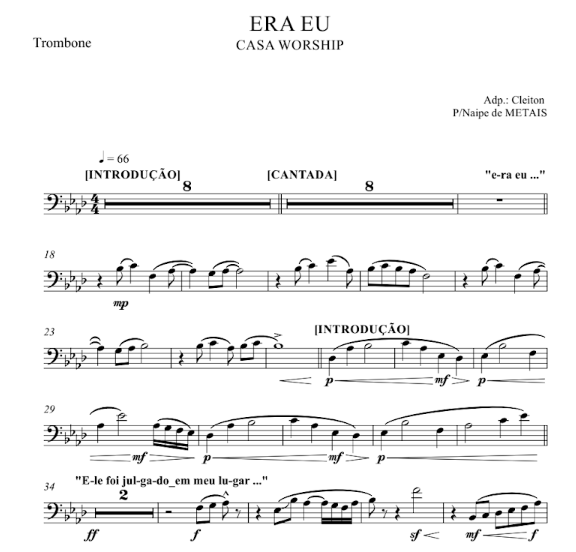 ERA EU
CASA WORSHIP
Trombone
Adp.: Cleiton
P/Naipe de METAIS
♩ = 66
[INTRODUÇÃO] [CANTADA] "e-ra eu ..."
8 8
4/4
18
mp
23
[INTRODUÇÃO]
p mf p
29
mf p mf p
34
"E-le foi jul-ga-do_em meu lu-gar ..."
2
ff f sf mf f